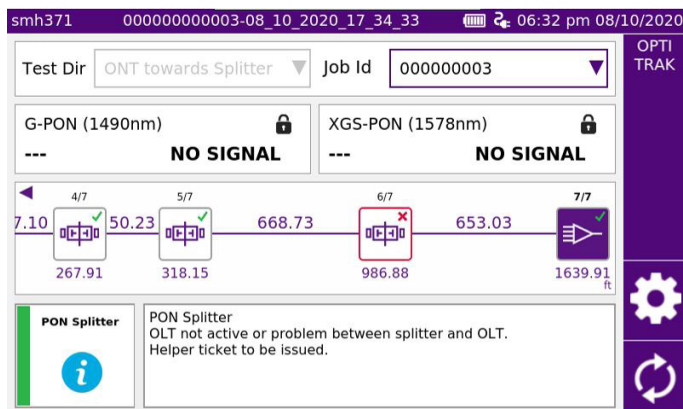 smh371 000000000003-08_10_2020_17_34_33 06:32 pm 08/10/2020
OPTI
TRAK
Test Dir ONT towards Splitter Job Id 000000003
G-PON (1490nm)
--- NO SIGNAL
XGS-PON (1578nm)
--- NO SIGNAL
4/7 5/7 6/7 7/7
7.10 50.23 668.73 653.03
267.91 318.15 986.88 1639.91
ft
PON Splitter
i
PON Splitter
OLT not active or problem between splitter and OLT.
Helper ticket to be issued.